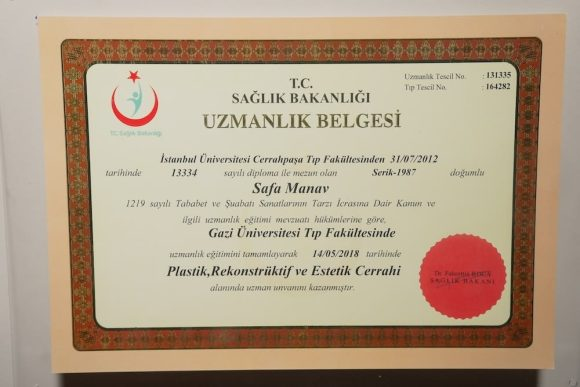 T.C. Sağlık Bakanlığı
T.C.
SAĞLIK BAKANLIĞI
UZMANLIK BELGESİ
Uzmanlık Tescil No. : 131335
Tıp Tescil No. : 164282
İstanbul Üniversitesi Cerrahpaşa Tıp Fakültesinden 31/07/2012
tarihinde 13334 sayılı diploma ile mezun olan Serik-1987 doğumlu
Safa Manav
1219 sayılı Tababet ve Şuabatı Sanatlarının Tarzı İcrasına Dair Kanun ve
ilgili uzmanlık eğitimi mevzuatı hükümlerine göre,
Gazi Üniversitesi Tıp Fakültesinde
uzmanlık eğitimini tamamlayarak 14/05/2018 tarihinde
Plastik,Rekonstrüktif ve Estetik Cerrahi
alanında uzman unvanını kazanmıştır.
Dr. Fahrettin KOCA
SAĞLIK BAKANI